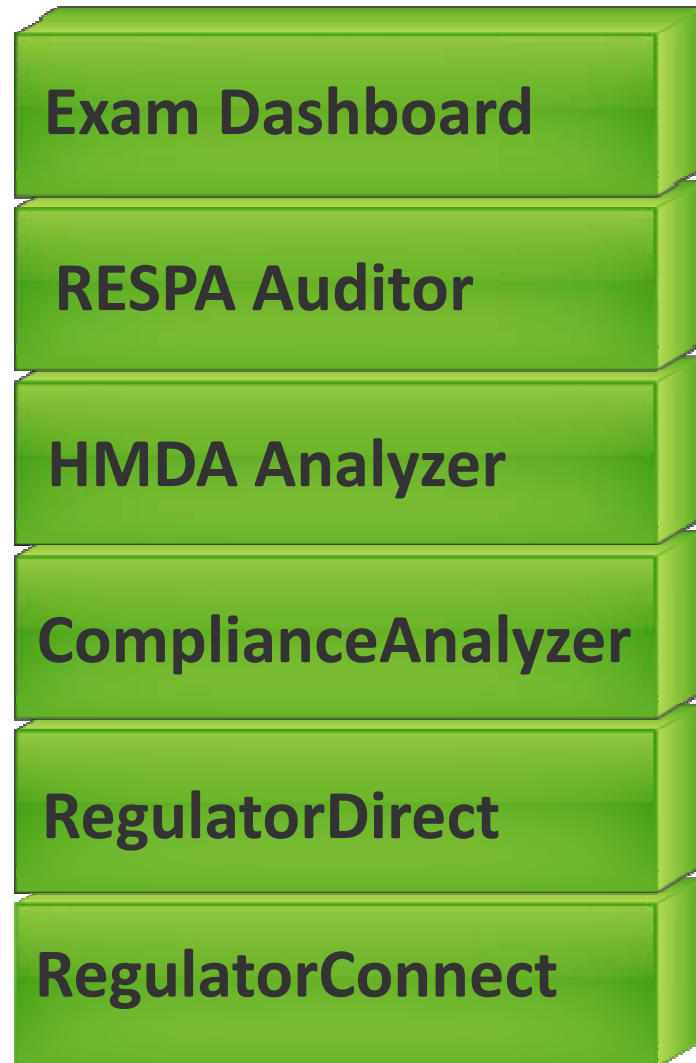 Exam Dashboard
RESPA Auditor
HMDA Analyzer
ComplianceAnalyzer
RegulatorDirect
RegulatorConnect